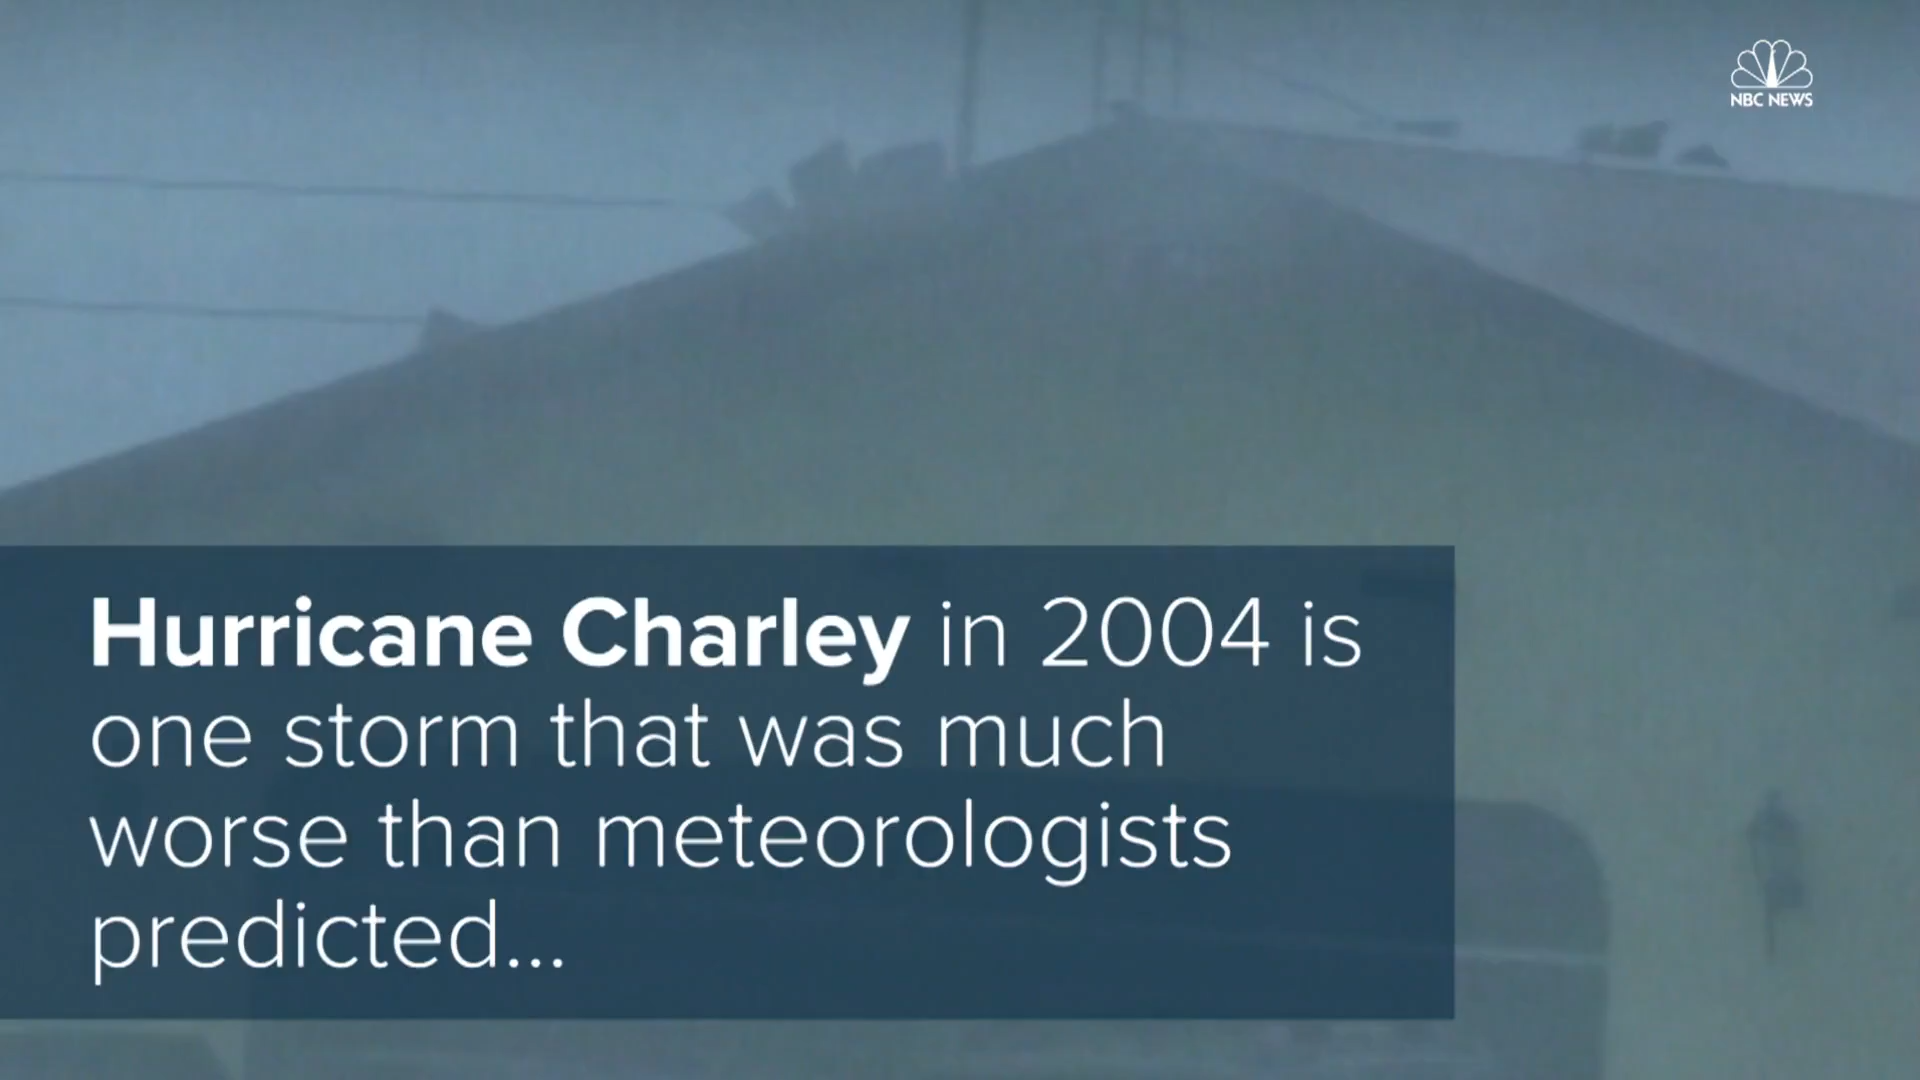 NBC NEWS
Hurricane Charley in 2004 is
one storm that was much
worse than meteorologists
predicted...